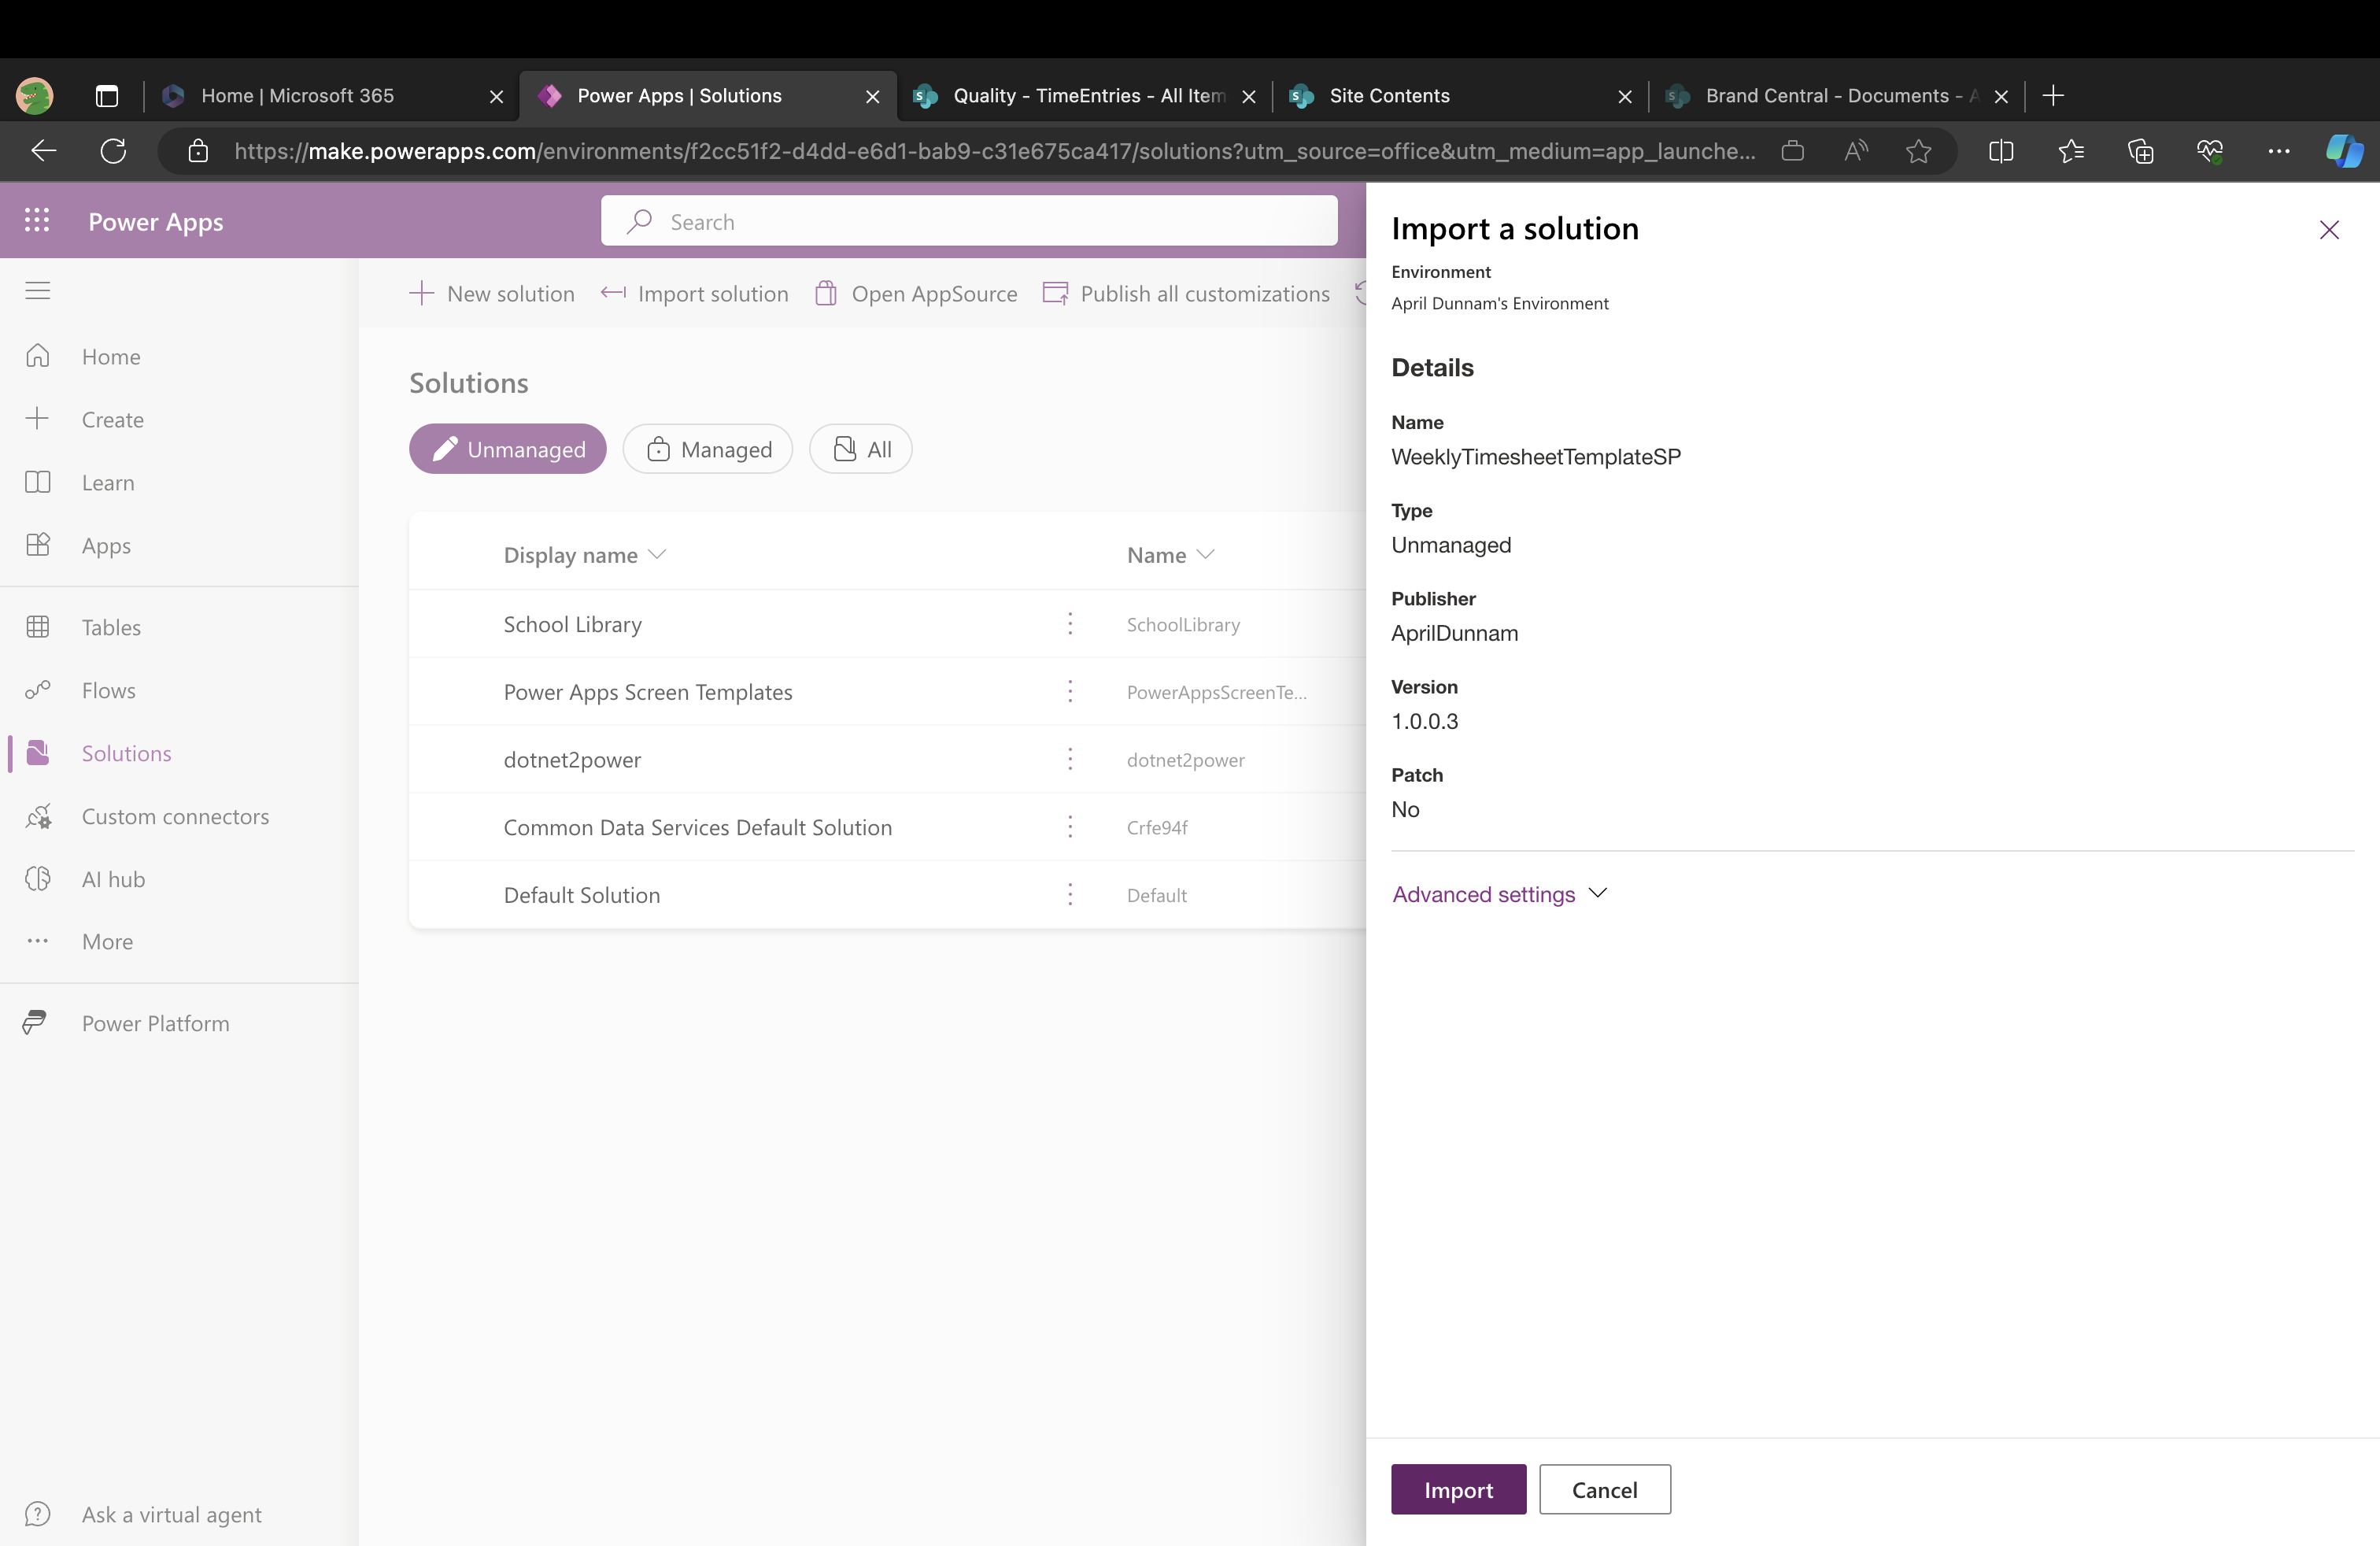 Home | Microsoft 365
Power Apps | Solutions
Quality - TimeEntries - All Item
Site Contents
Brand Central - Documents - A
https://make.powerapps.com/environments/f2cc51f2-d4dd-e6d1-bab9-c31e675ca417/solutions?utm_source=office&utm_medium=app_launche...
Power Apps
Search
New solution
Import solution
Open AppSource
Publish all customizations
Home
Create
Learn
Apps
Tables
Flows
Solutions
Custom connectors
AI hub
More
Power Platform
Ask a virtual agent
Solutions
Unmanaged
Managed
All
Display name
Name
School Library
SchoolLibrary
Power Apps Screen Templates
PowerAppsScreenTe...
dotnet2power
dotnet2power
Common Data Services Default Solution
Crfe94f
Default Solution
Default
Import a solution
Environment
April Dunnam's Environment
Details
Name
WeeklyTimesheetTemplateSP
Type
Unmanaged
Publisher
AprilDunnam
Version
1.0.0.3
Patch
No
Advanced settings
Import
Cancel